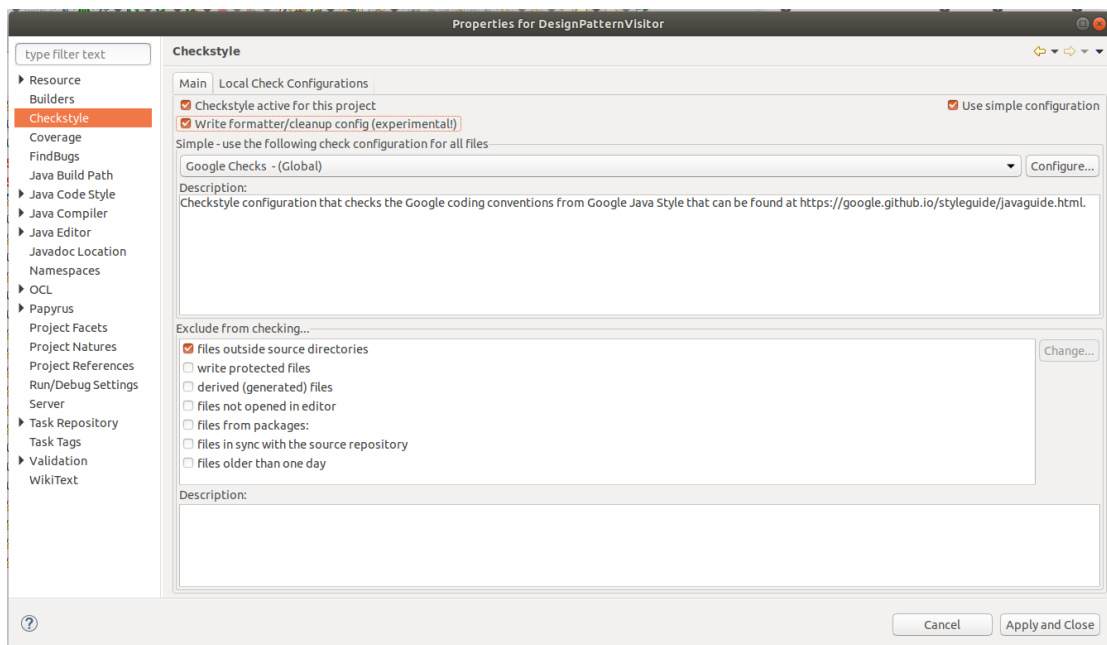 Properties for DesignPatternVisitor
type filter text
Resource
Builders
Checkstyle
Coverage
FindBugs
Java Build Path
Java Code Style
Java Compiler
Java Editor
Javadoc Location
Namespaces
OCL
Papyrus
Project Facets
Project Natures
Project References
Run/Debug Settings
Server
Task Repository
Task Tags
Validation
WikiText
Checkstyle
Main
Local Check Configurations
Checkstyle active for this project
Use simple configuration
Write formatter/cleanup config (experimental!)
Simple - use the following check configuration for all files
Google Checks - (Global)
Configure...
Description:
Checkstyle configuration that checks the Google coding conventions from Google Java Style that can be found at https://google.github.io/styleguide/javaguide.html.
Exclude from checking...
files outside source directories
Change...
write protected files
derived (generated) files
files not opened in editor
files from packages:
files in sync with the source repository
files older than one day
Description:
?
Cancel
Apply and Close